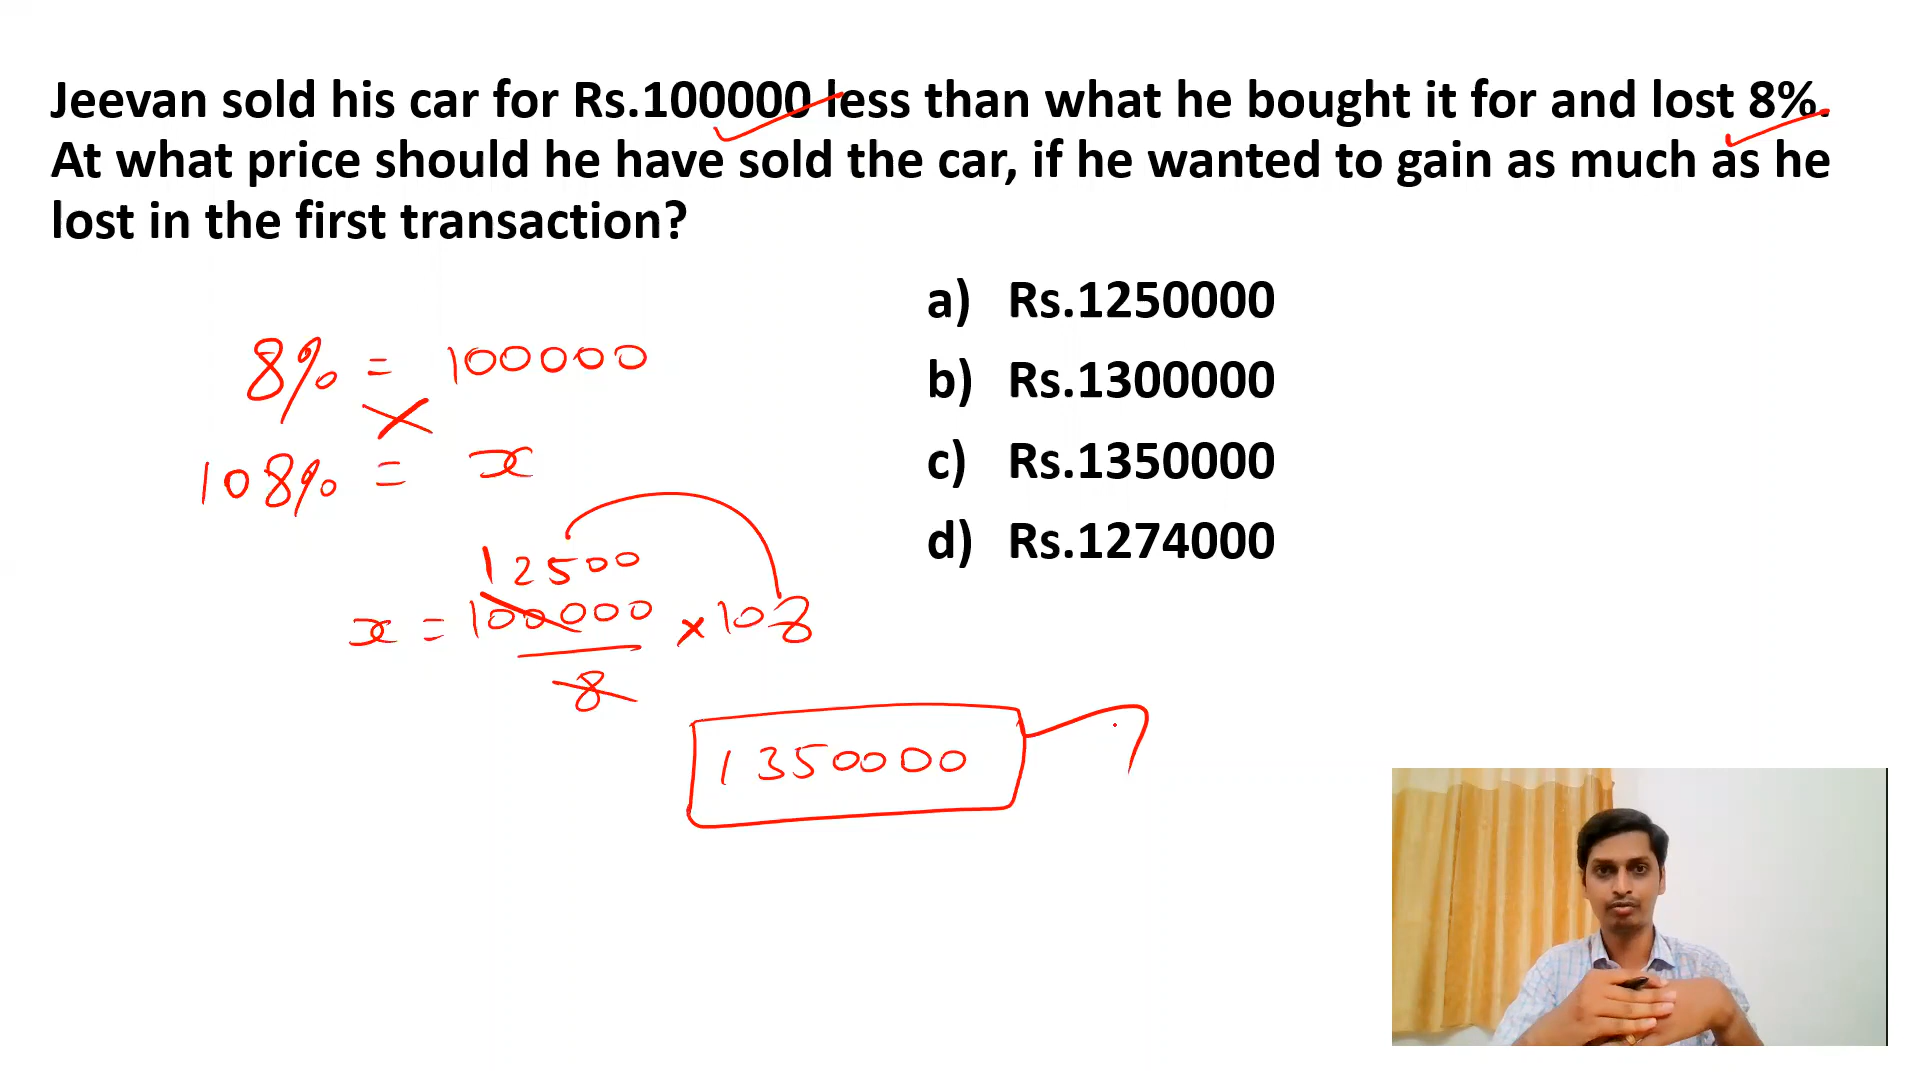 Jeevan sold his car for Rs.100000 less than what he bought it for and lost 8%.
At what price should he have sold the car, if he wanted to gain as much as he
lost in the first transaction?
a) Rs.1250000
b) Rs.1300000
c) Rs.1350000
d) Rs.1274000
8% = 100000
108% = x
12500
x = 100000 × 108
8
1350000